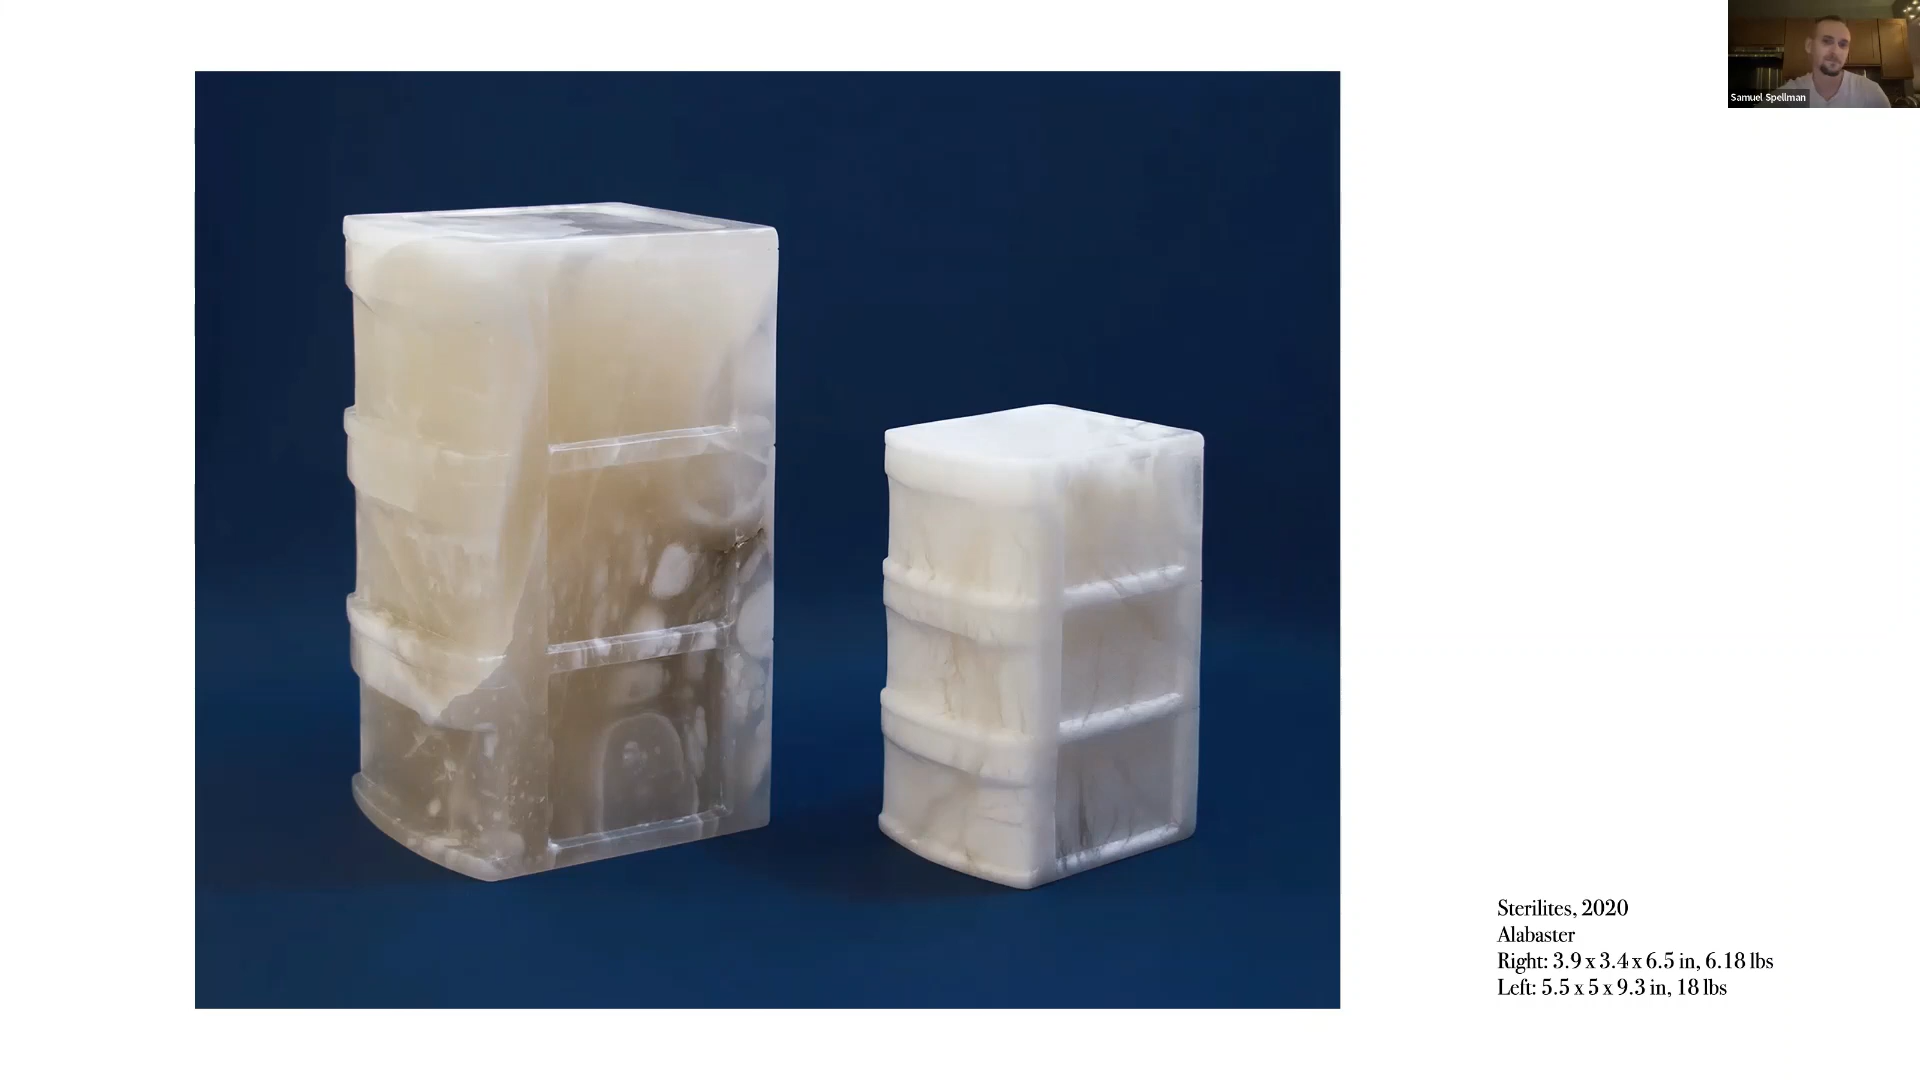 Samuel Spellman
Sterilites, 2020
Alabaster
Right: 3.9 x 3.4 x 6.5 in, 6.18 lbs
Left: 5.5 x 5 x 9.3 in, 18 lbs